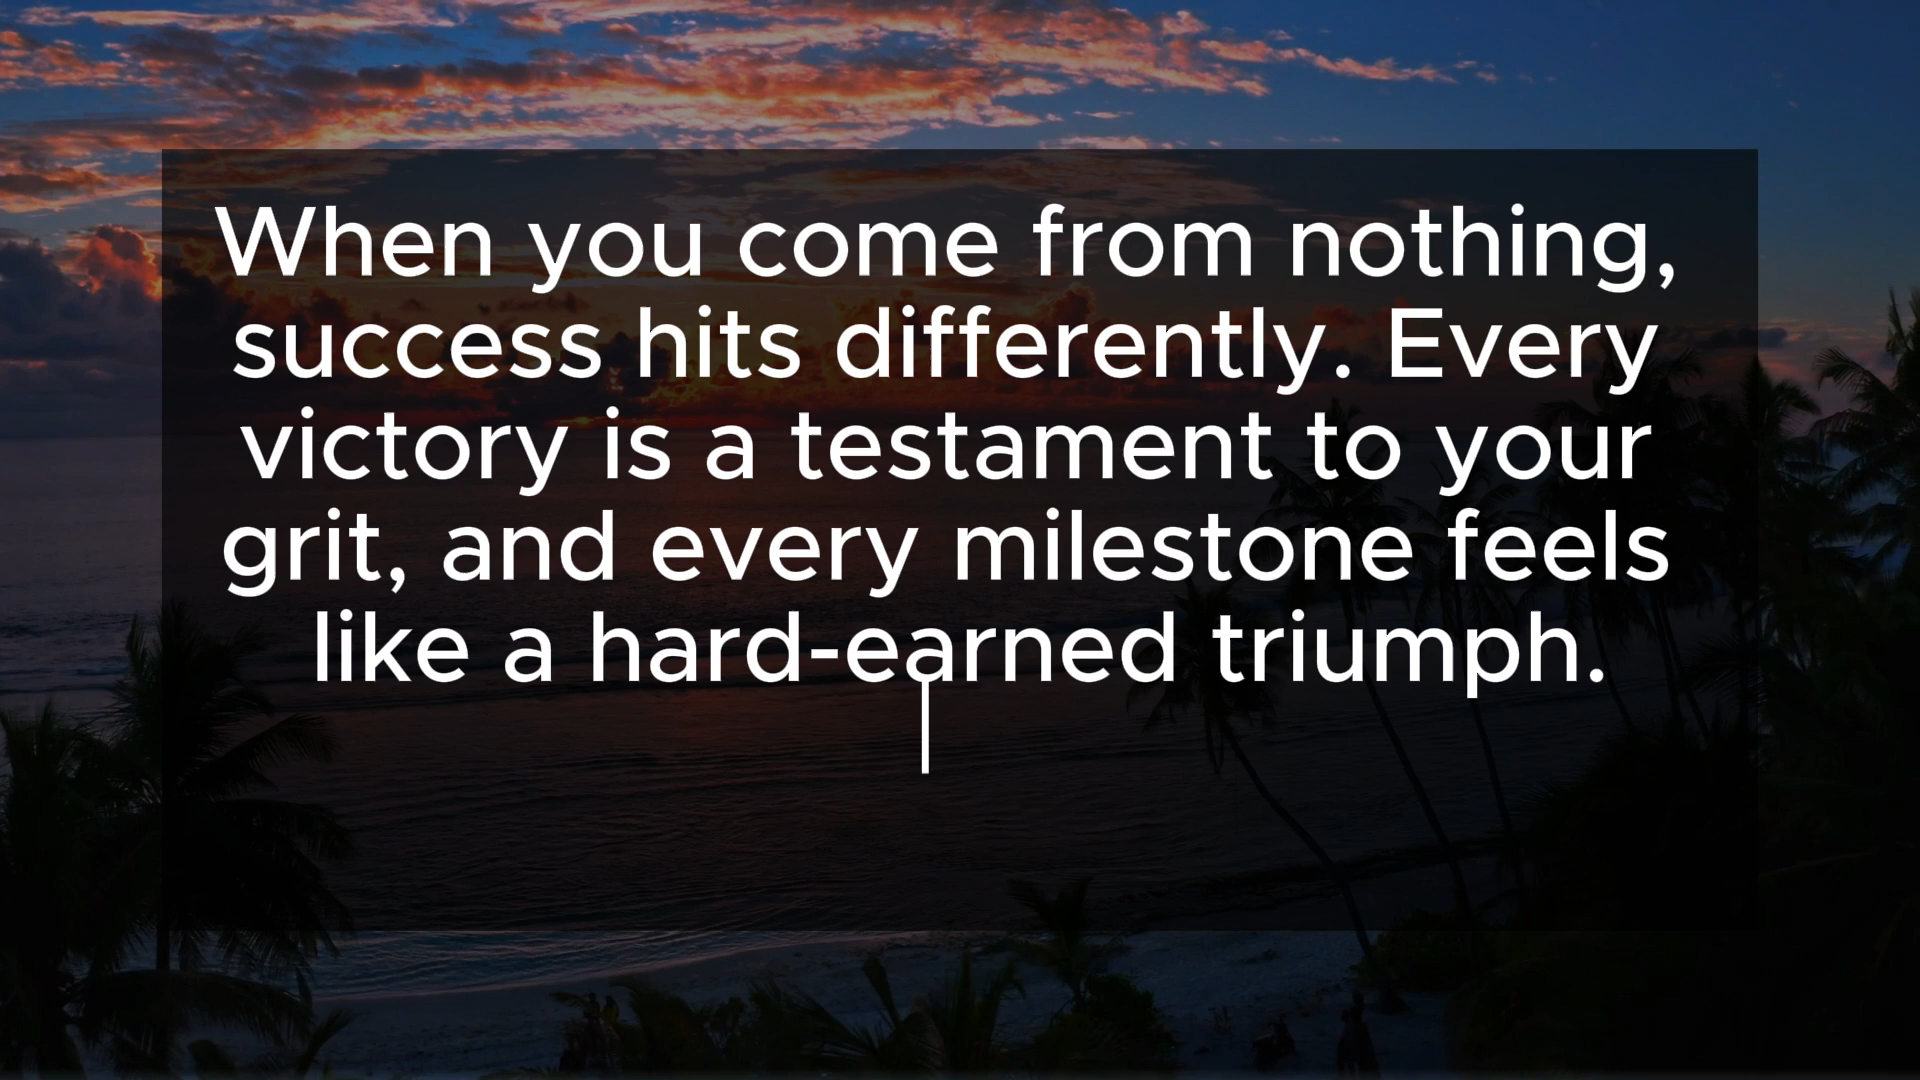 When you come from nothing,
success hits differently. Every
victory is a testament to your
grit, and every milestone feels
like a hard-earned triumph.